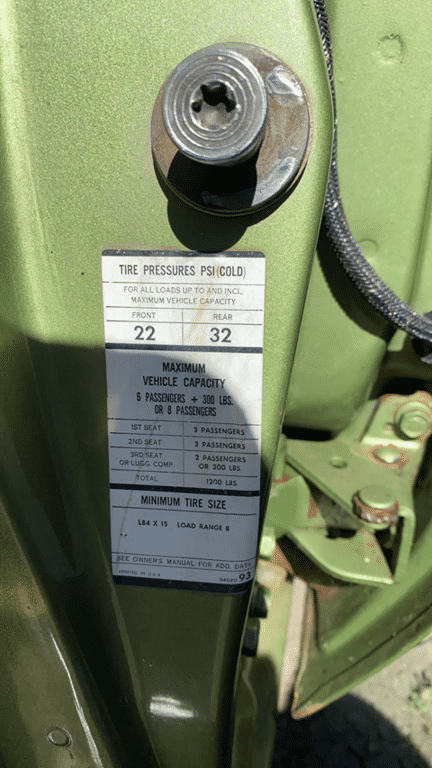 TIRE PRESSURES PSI (COLD)
FOR ALL LOADS UP TO AND INCL.
MAXIMUM VEHICLE CAPACITY
FRONT REAR
22 32
MAXIMUM
VEHICLE CAPACITY
6 PASSENGERS + 300 LBS.
OR 8 PASSENGERS
1ST SEAT 3 PASSENGERS
2ND SEAT 3 PASSENGERS
3RD SEAT 2 PASSENGERS
OR LUGG COMP. OR 300 LBS
TOTAL 1200 LBS
MINIMUM TIRE SIZE
L84 X 15 LOAD RANGE B
SEE OWNER'S MANUAL FOR ADD. DATA
PRINTED IN U.S.A. 93